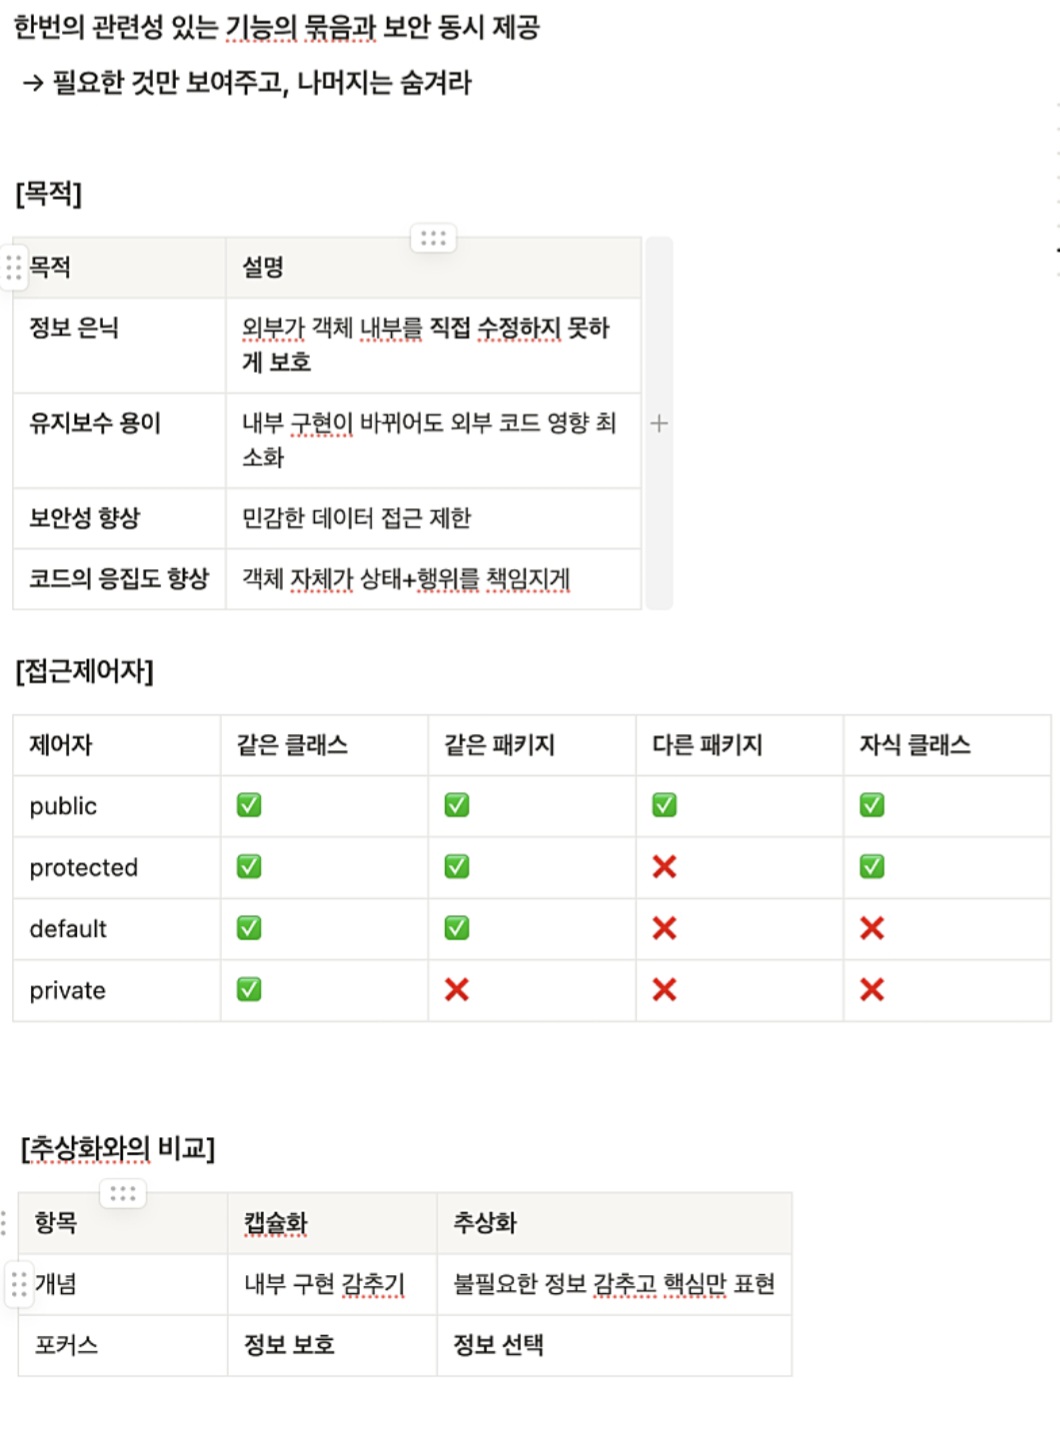 한번의 관련성 있는 기능의 묶음과 보안 동시 제공
→ 필요한 것만 보여주고, 나머지는 숨겨라
[목적]
목적 설명
정보 은닉 외부가 객체 내부를 직접 수정하지 못하
게 보호
유지보수 용이 내부 구현이 바뀌어도 외부 코드 영향 최
소화
보안성 향상 민감한 데이터 접근 제한
코드의 응집도 향상 객체 자체가 상태+행위를 책임지게
[접근제어자]
제어자 같은 클래스 같은 패키지 다른 패키지 자식 클래스
public ✅ ✅ ✅ ✅
protected ✅ ✅ ❌ ✅
default ✅ ✅ ❌ ❌
private ✅ ❌ ❌ ❌
[추상화와의 비교]
항목 캡슐화 추상화
개념 내부 구현 감추기 불필요한 정보 감추고 핵심만 표현
포커스 정보 보호 정보 선택